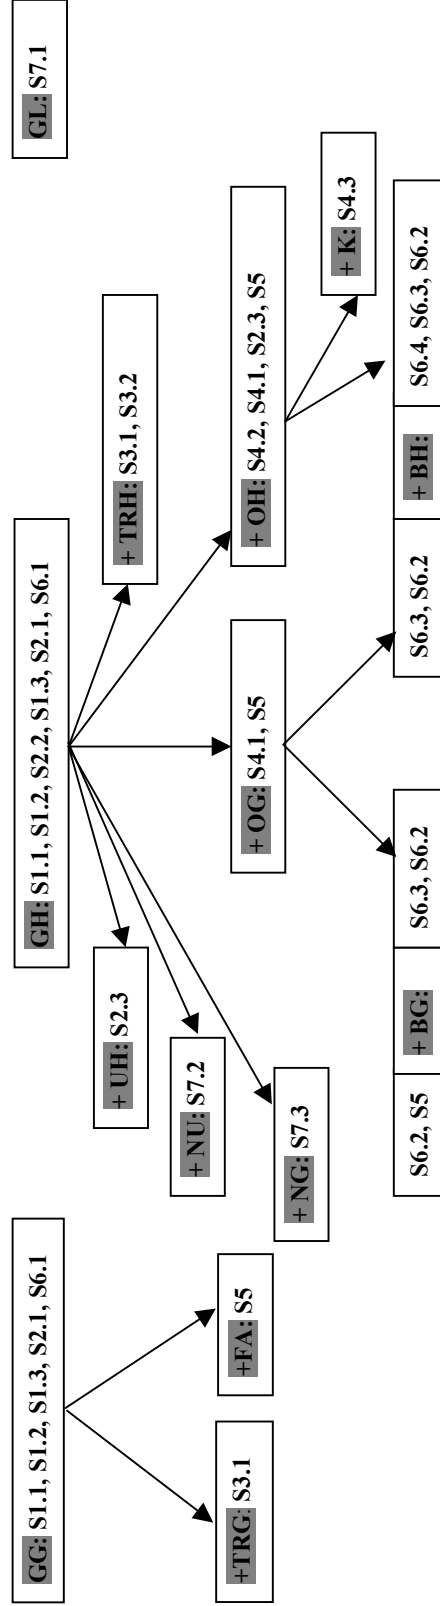 GG: S1.1, S1.2, S1.3, S2.1, S6.1
GH: S1.1, S1.2, S2.2, S1.3, S2.1, S6.1
GL: S7.1
+ UH: S2.3
+ TRH: S3.1, S3.2
+ NU: S7.2
+TRG: S3.1
+FA: S5
+ OG: S4.1, S5
+ OH: S4.2, S4.1, S2.3, S5
+ NG: S7.3
+ K: S4.3
S6.2, S5
+ BG:
S6.3, S6.2
S6.3, S6.2
+ BH:
S6.4, S6.3, S6.2